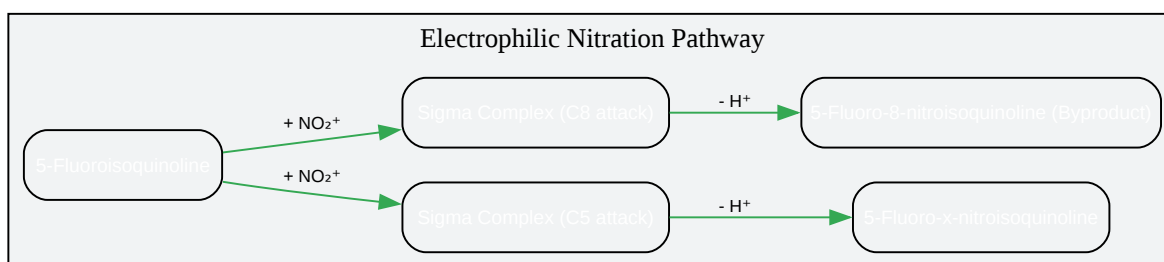 Electrophilic Nitration Pathway
5-Fluoroisoquinoline
+ NO₂⁺
+ NO₂⁺
Sigma Complex (C8 attack)
- H⁺
5-Fluoro-8-nitroisoquinoline (Byproduct)
Sigma Complex (C5 attack)
- H⁺
5-Fluoro-x-nitroisoquinoline